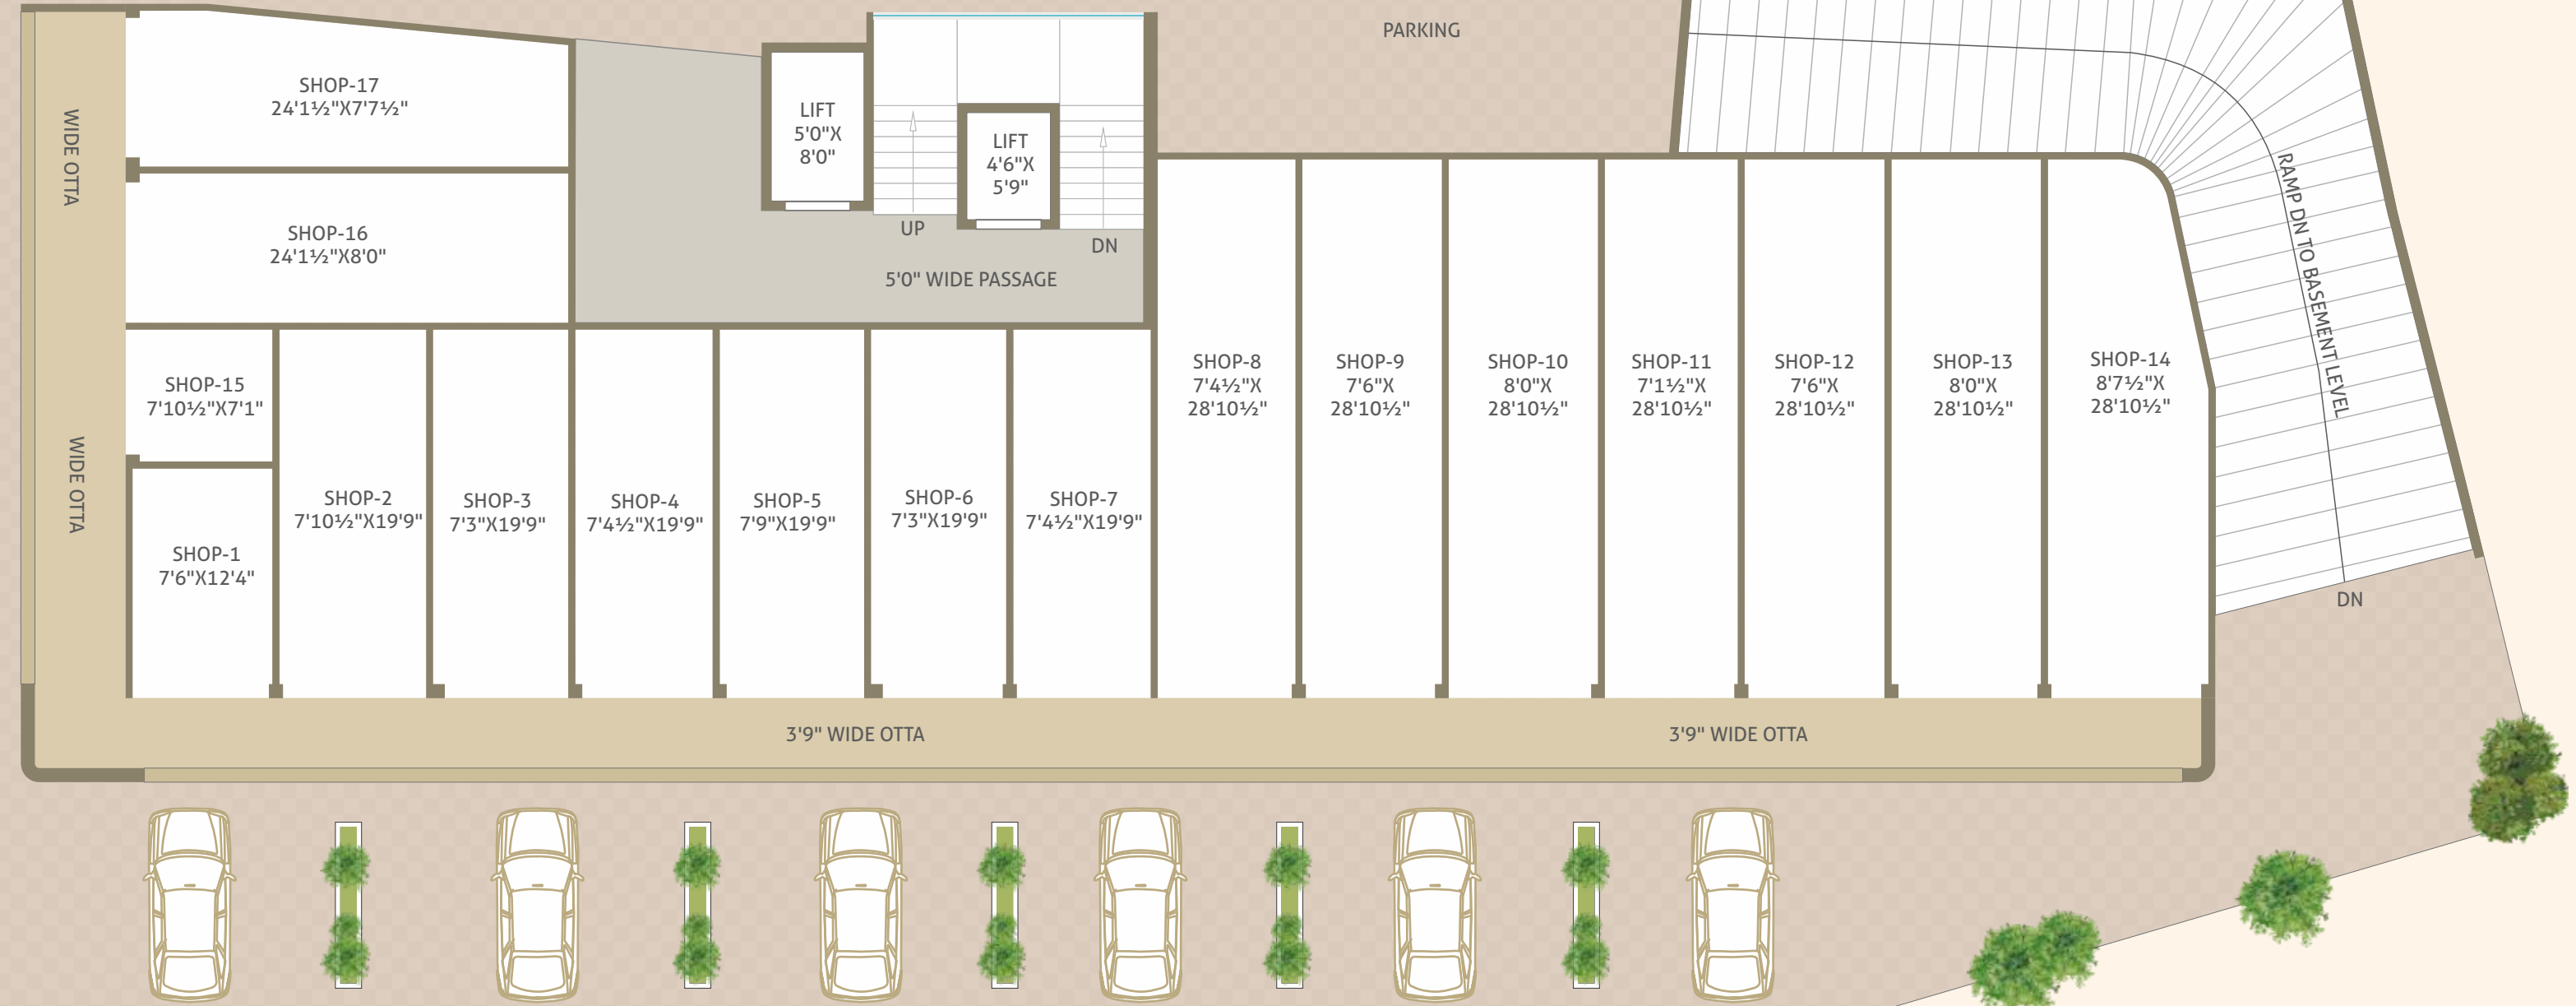 PARKING
SHOP-17
24'1½"X7'7½"
WIDE OTTA
LIFT
5'0"X
8'0"
LIFT
4'6"X
5'9"
UP
DN
5'0" WIDE PASSAGE
SHOP-16
24'1½"X8'0"
RAMP DN TO BASEMENT LEVEL
SHOP-15
7'10½"X7'1"
WIDE OTTA
SHOP-1
7'6"X12'4"
SHOP-2
7'10½"X19'9"
SHOP-3
7'3"X19'9"
SHOP-4
7'4½"X19'9"
SHOP-5
7'9"X19'9"
SHOP-6
7'3"X19'9"
SHOP-7
7'4½"X19'9"
SHOP-8
7'4½"X
28'10½"
SHOP-9
7'6"X
28'10½"
SHOP-10
8'0"X
28'10½"
SHOP-11
7'1½"X
28'10½"
SHOP-12
7'6"X
28'10½"
SHOP-13
8'0"X
28'10½"
SHOP-14
8'7½"X
28'10½"
DN
3'9" WIDE OTTA
3'9" WIDE OTTA